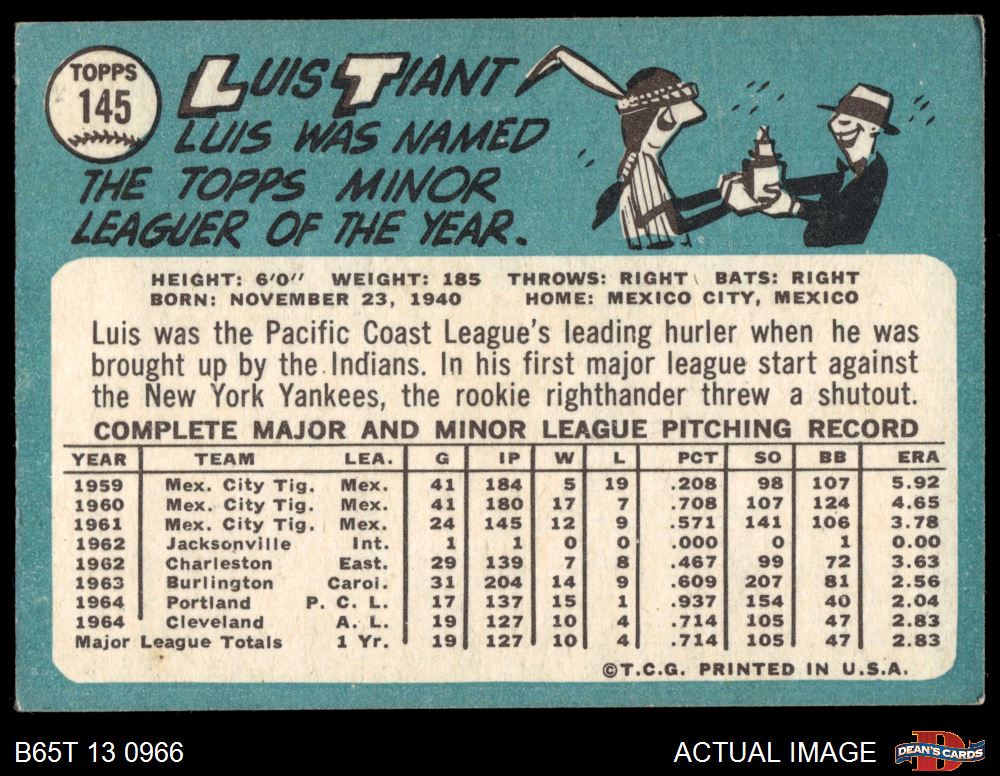 TOPPS
145
LUIS TIANT
LUIS WAS NAMED
THE TOPPS MINOR
LEAGUER OF THE YEAR.
HEIGHT: 6'0" WEIGHT: 185 THROWS: RIGHT BATS: RIGHT
BORN: NOVEMBER 23, 1940 HOME: MEXICO CITY, MEXICO
Luis was the Pacific Coast League's leading hurler when he was
brought up by the Indians. In his first major league start against
the New York Yankees, the rookie righthander threw a shutout.
COMPLETE MAJOR AND MINOR LEAGUE PITCHING RECORD
YEAR TEAM LEA. G IP W L PCT SO BB ERA
1959 Mex. City Tig. Mex. 41 184 5 19 .208 98 107 5.92
1960 Mex. City Tig. Mex. 41 180 17 7 .708 107 124 4.65
1961 Mex. City Tig. Mex. 24 145 12 9 .571 141 106 3.78
1962 Jacksonville Int. 1 1 0 0 .000 0 1 0.00
1962 Charleston East. 29 139 7 8 .467 99 72 3.63
1963 Burlington Carol. 31 204 14 9 .609 207 81 2.56
1964 Portland P. C. L. 17 137 15 1 .937 154 40 2.04
1964 Cleveland A. L. 19 127 10 4 .714 105 47 2.83
Major League Totals 1 Yr. 19 127 10 4 .714 105 47 2.83
©T.C.G. PRINTED IN U.S.A.
B65T 13 0966 ACTUAL IMAGE DEAN'S CARDS